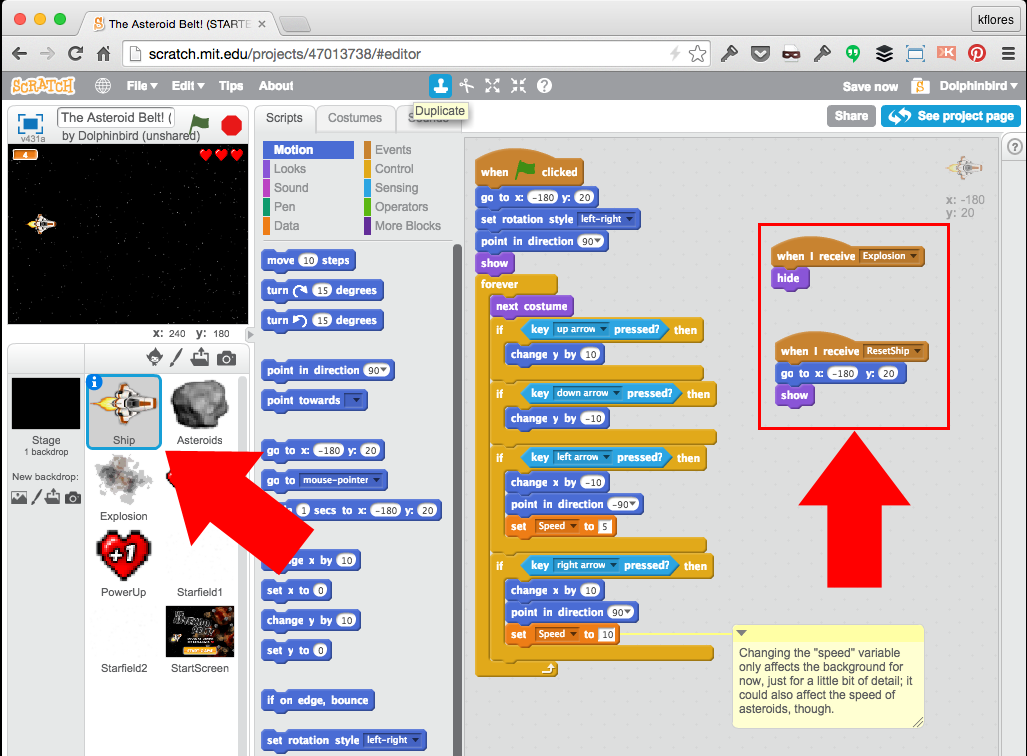 The Asteroid Belt! (STARTE
kflores
scratch.mit.edu/projects/47013738/#editor
SCRATCH
File
Edit
Tips
About
Save now
Dolphinbird
Duplicate
Share
See project page
v431a
The Asteroid Belt! (
by Dolphinbird (unshared)
4
x: 240 y: 180
Scripts
Costumes
Sounds
Motion
Looks
Sound
Pen
Data
Events
Control
Sensing
Operators
More Blocks
Stage
1 backdrop
New backdrop:
Ship
Asteroids
Explosion
+1
PowerUp
Starfield1
Starfield2
StartScreen
move 10 steps
turn 15 degrees
turn 15 degrees
point in direction 90
point towards
go to x: -180 y: 20
go to mouse-pointer
1 secs to x: -180 y: 20
x by 10
set x to 0
change y by 10
set y to 0
if on edge, bounce
set rotation style left-right
when clicked
go to x: -180 y: 20
set rotation style left-right
point in direction 90
show
forever
next costume
if key up arrow pressed? then
change y by 10
if key down arrow pressed? then
change y by -10
if key left arrow pressed? then
change x by -10
point in direction -90
set Speed to 5
if key right arrow pressed? then
change x by 10
point in direction 90
set Speed to 10
x: -180
y: 20
when I receive Explosion
hide
when I receive ResetShip
go to x: -180 y: 20
show
Changing the "speed" variable
only affects the background for
now, just for a little bit of detail; it
could also affect the speed of
asteroids, though.